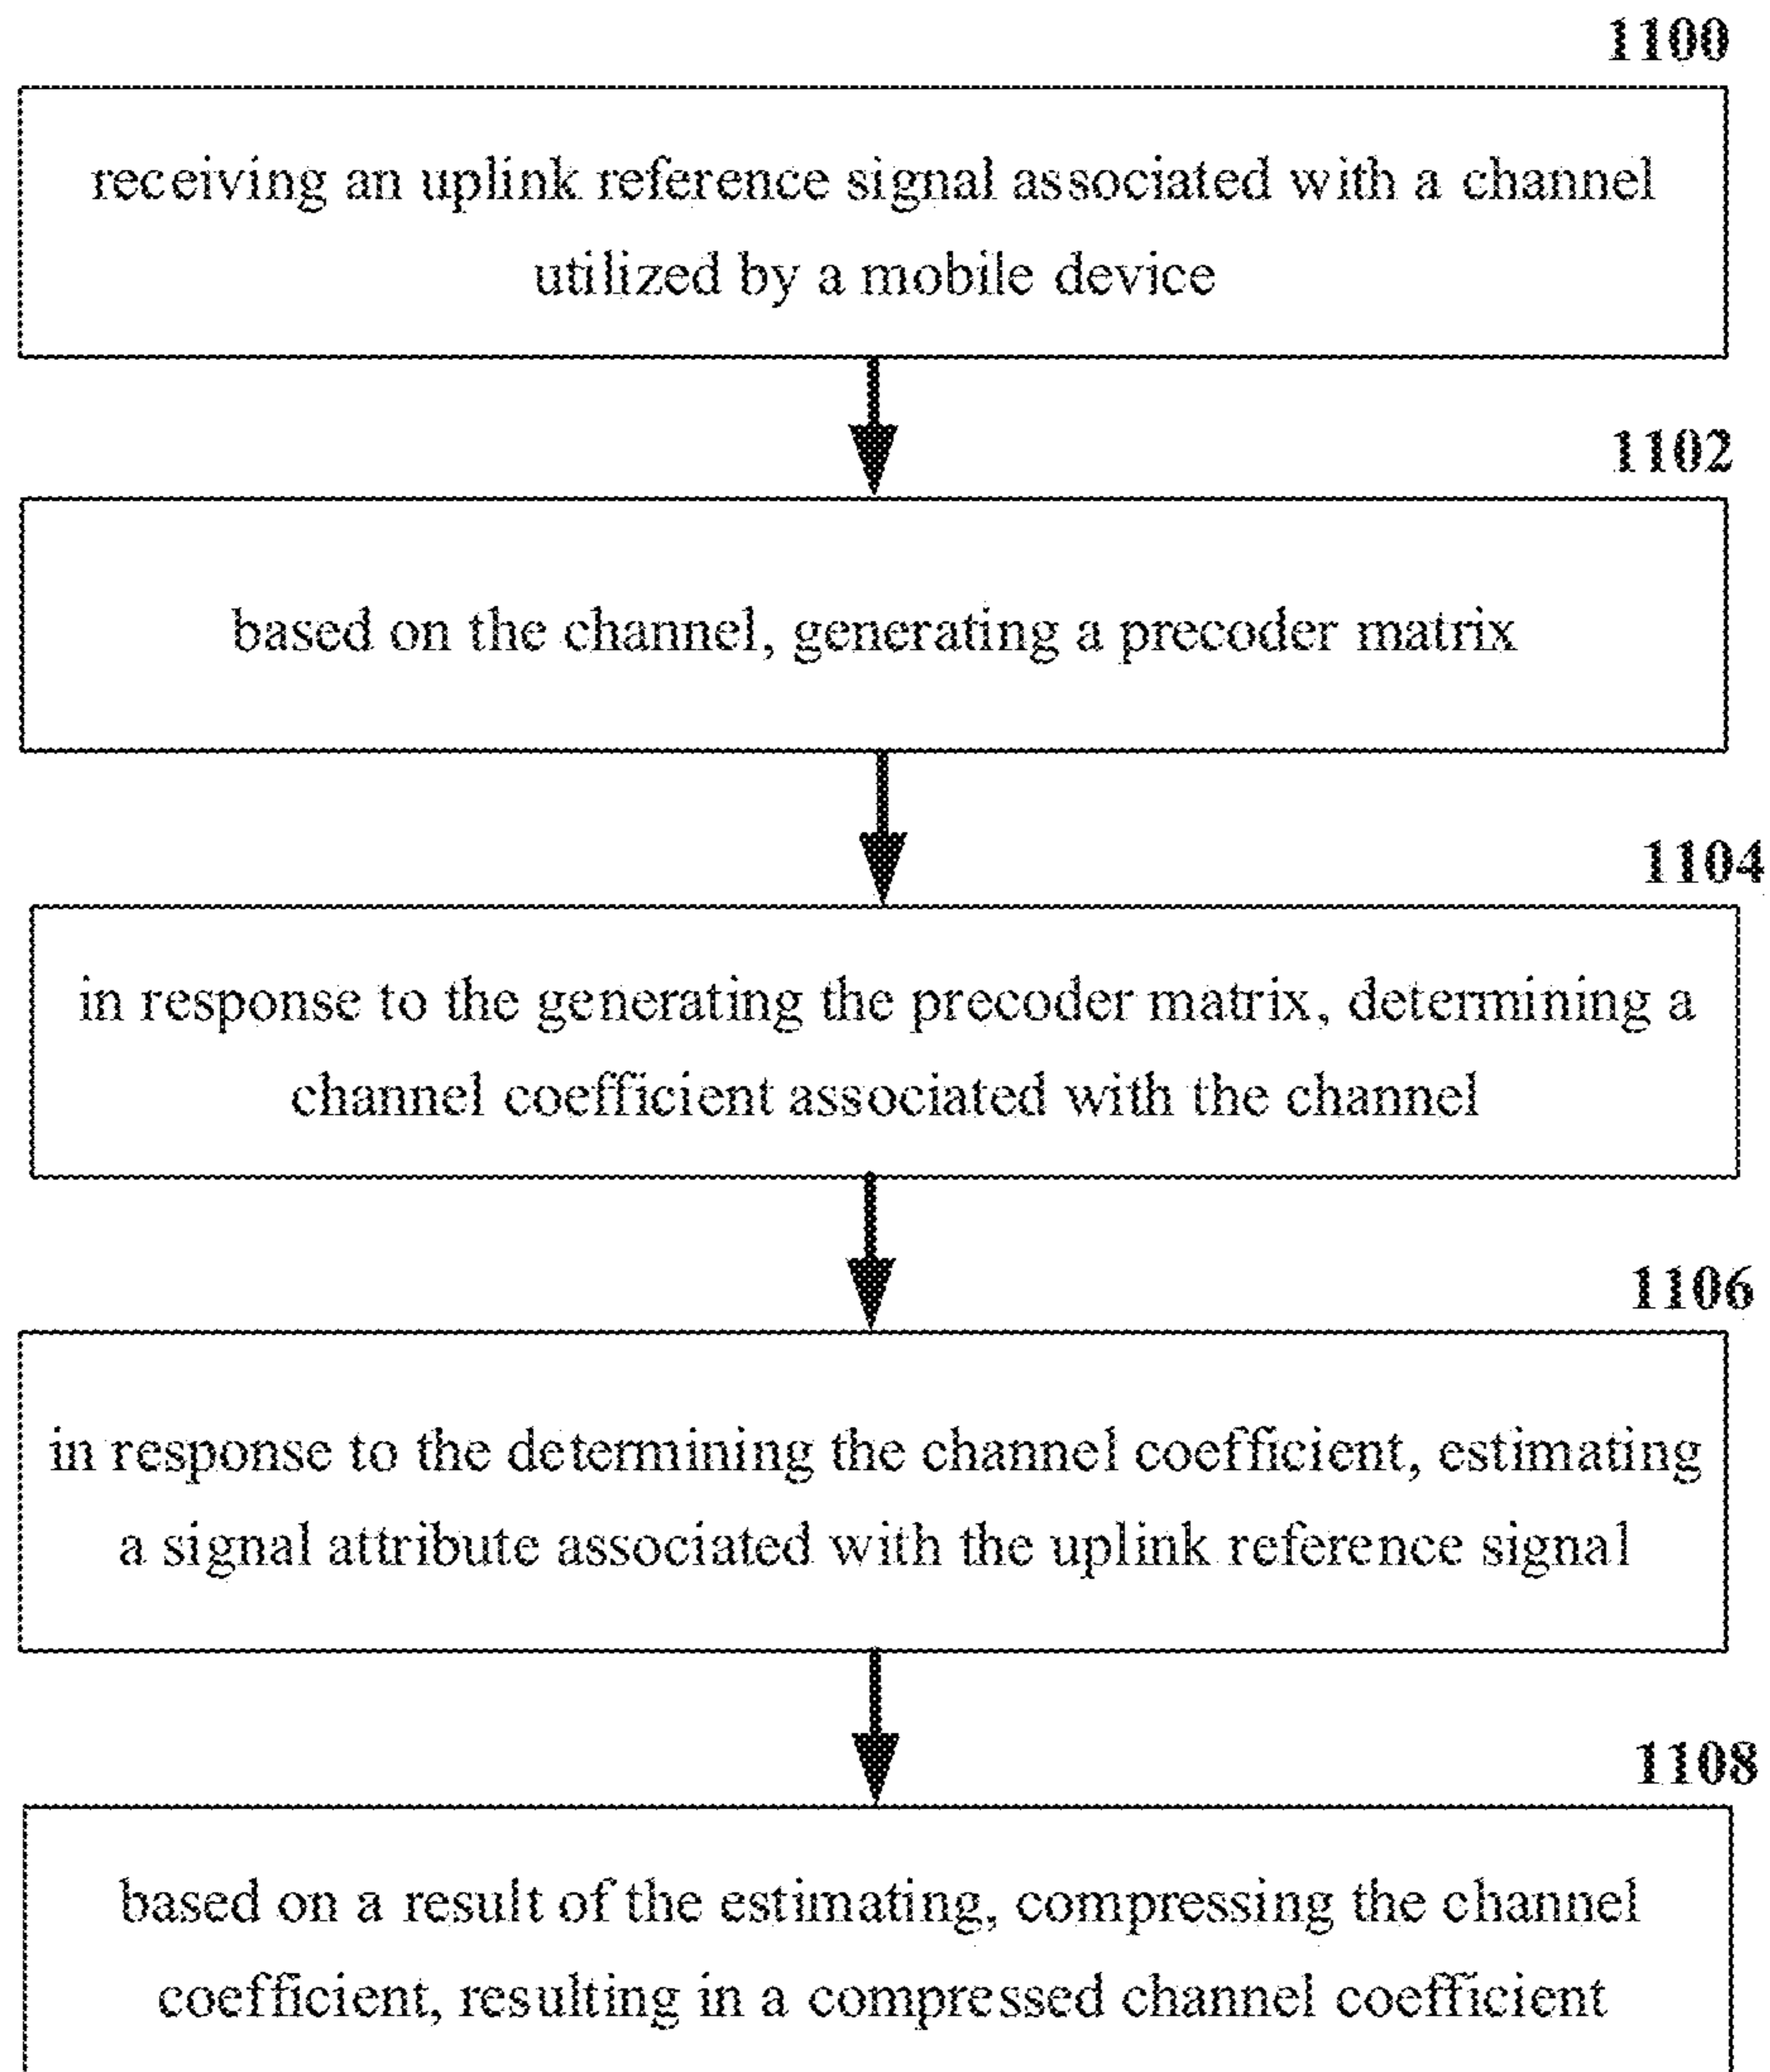 1100
receiving an uplink reference signal associated with a channel
utilized by a mobile device
1102
based on the channel, generating a precoder matrix
1104
in response to the generating the precoder matrix, determining a
channel coefficient associated with the channel
1106
in response to the determining the channel coefficient, estimating
a signal attribute associated with the uplink reference signal
1108
based on a result of the estimating, compressing the channel
coefficient, resulting in a compressed channel coefficient